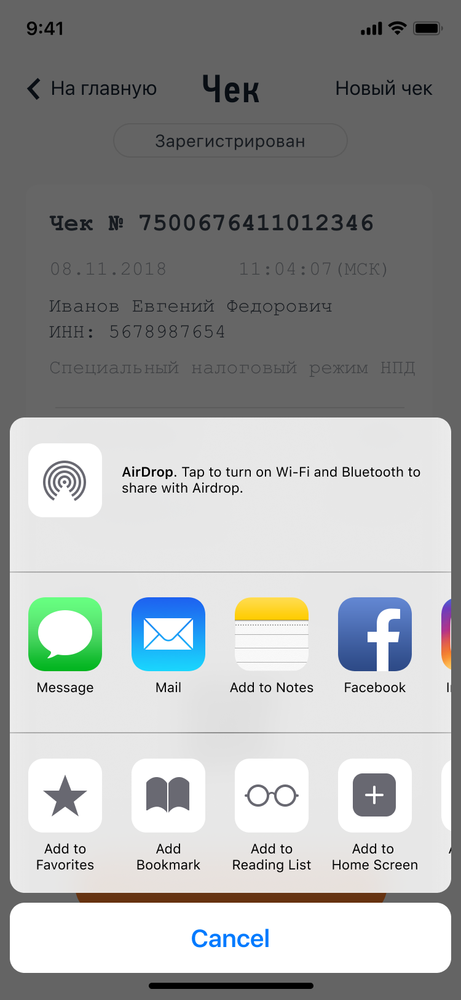 9:41
На главную Чек Новый чек
Зарегистрирован
Чек № 7500676411012346
08.11.2018 11:04:07(МСК)
Иванов Евгений Федорович
ИНН: 5678987654
Специальный налоговый режим НПД
AirDrop. Tap to turn on Wi-Fi and Bluetooth to
share with Airdrop.
Message Mail Add to Notes Facebook
Add to Add Add to Add to
Favorites Bookmark Reading List Home Screen
Cancel